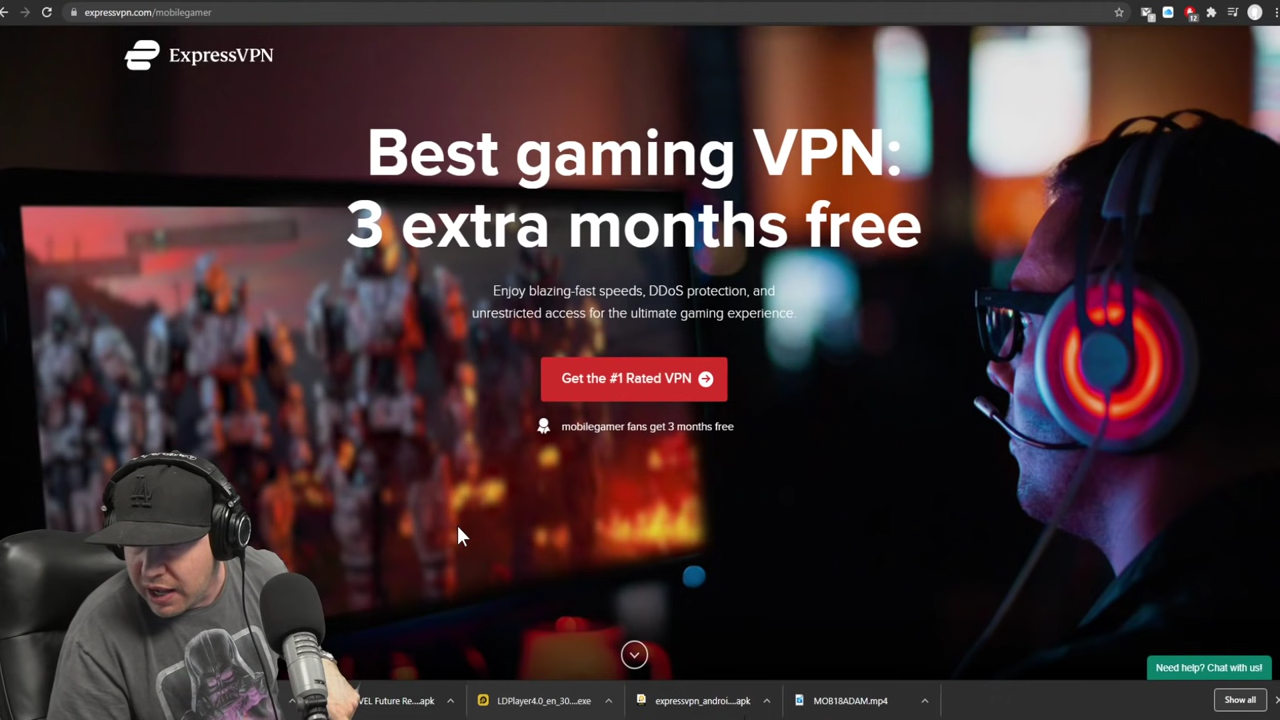 expressvpn.com/mobilegamer
12
ExpressVPN
Best gaming VPN:
3 extra months free
Enjoy blazing-fast speeds, DDoS protection, and
unrestricted access for the ultimate gaming experience.
Get the #1 Rated VPN
mobilegamer fans get 3 months free
LA
Need help? Chat with us!
VEL Future Re....apk
LDPlayer4.0_en_30....exe
expressvpn_androi....apk
MOB18ADAM.mp4
Show all